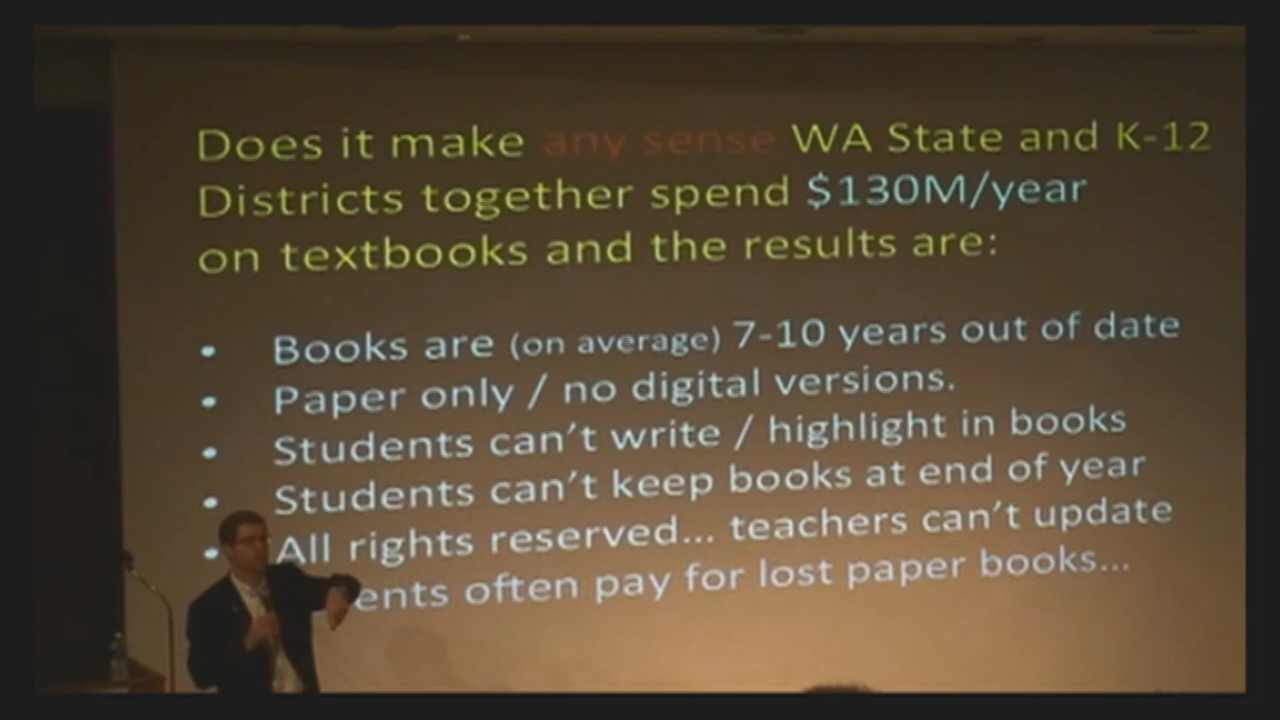 Does it make any sense WA State and K-12
Districts together spend $130M/year
on textbooks and the results are:
• Books are (on average) 7-10 years out of date
• Paper only / no digital versions.
• Students can't write / highlight in books
• Students can't keep books at end of year
• All rights reserved... teachers can't update
often pay for lost paper books...